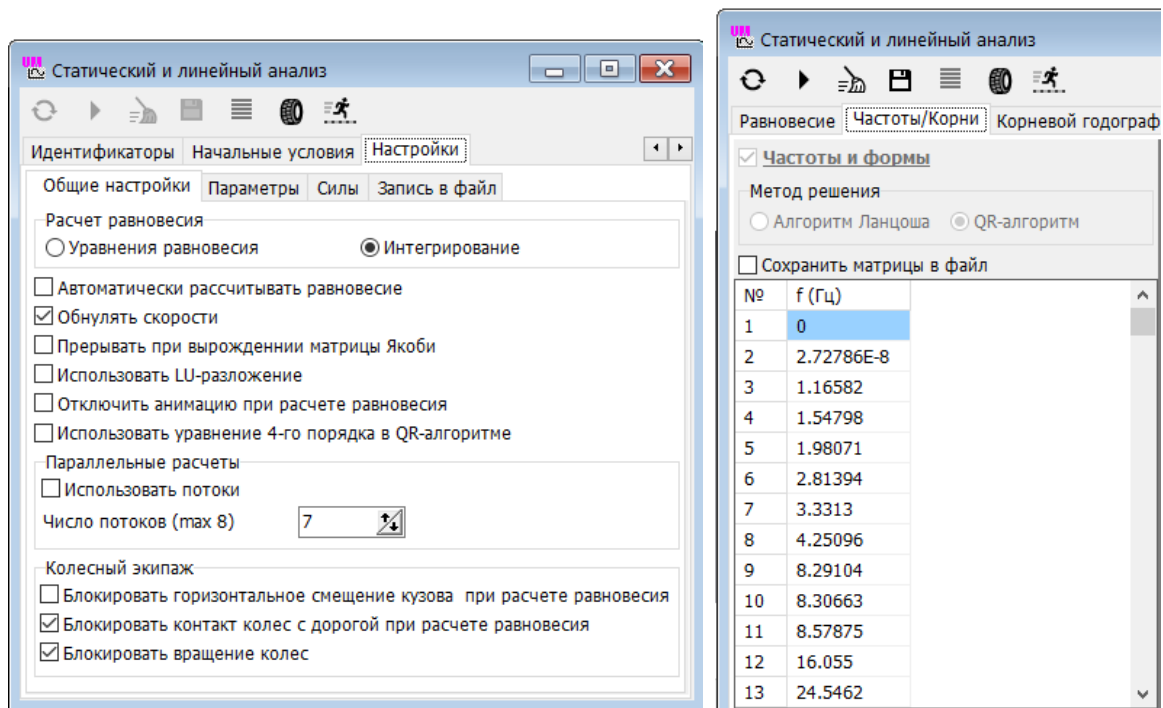 UM Статический и линейный анализ
Идентификаторы Начальные условия Настройки
Общие настройки Параметры Силы Запись в файл
Расчет равновесия
Уравнения равновесия Интегрирование
Автоматически рассчитывать равновесие
Обнулять скорости
Прерывать при вырожденнии матрицы Якоби
Использовать LU-разложение
Отключить анимацию при расчете равновесия
Использовать уравнение 4-го порядка в QR-алгоритме
Параллельные расчеты
Использовать потоки
Число потоков (max 8) 7
Колесный экипаж
Блокировать горизонтальное смещение кузова при расчете равновесия
Блокировать контакт колес с дорогой при расчете равновесия
Блокировать вращение колес
UM Статический и линейный анализ
Равновесие Частоты/Корни Корневой годограф
Частоты и формы
Метод решения
Алгоритм Ланцоша QR-алгоритм
Сохранить матрицы в файл
№ f (Гц)
1 0
2 2.72786E-8
3 1.16582
4 1.54798
5 1.98071
6 2.81394
7 3.3313
8 4.25096
9 8.29104
10 8.30663
11 8.57875
12 16.055
13 24.5462